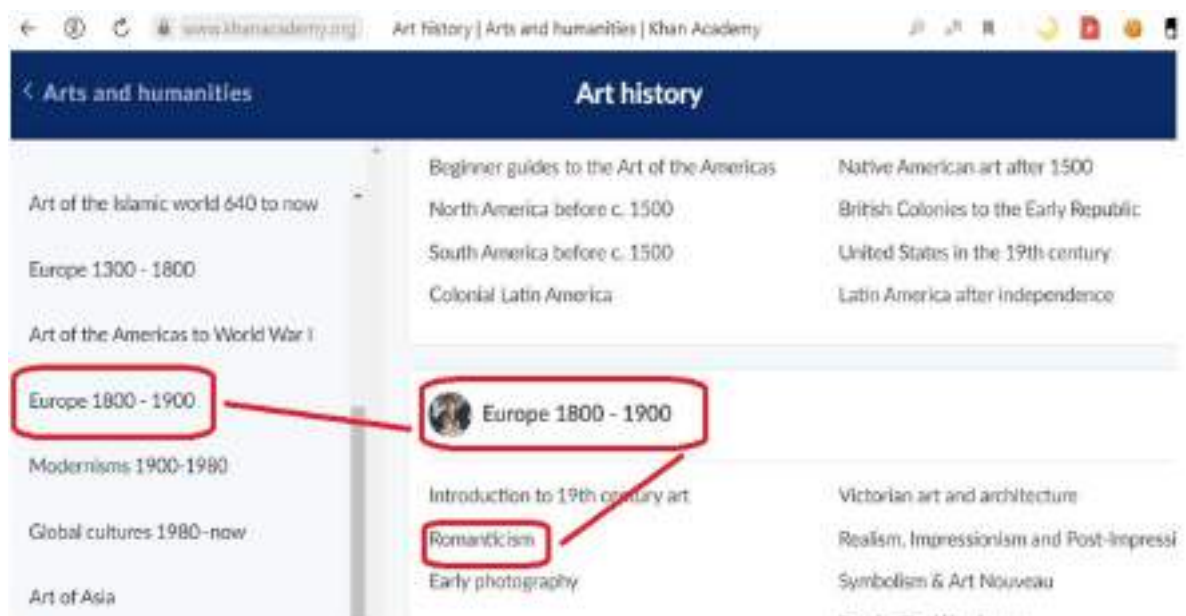 www.khanacademy.org Art history | Arts and humanities | Khan Academy
Arts and humanities
Art history
Art of the Islamic world 640 to now
Europe 1300 - 1800
Art of the Americas to World War I
Europe 1800 - 1900
Modernisms 1900-1980
Global cultures 1980-now
Art of Asia
Beginner guides to the Art of the Americas
North America before c. 1500
South America before c. 1500
Colonial Latin America
Native American art after 1500
British Colonies to the Early Republic
United States in the 19th century
Latin America after independence
Europe 1800 - 1900
Introduction to 19th century art
Romanticism
Early photography
Victorian art and architecture
Realism, Impressionism and Post-Impressi
Symbolism & Art Nouveau